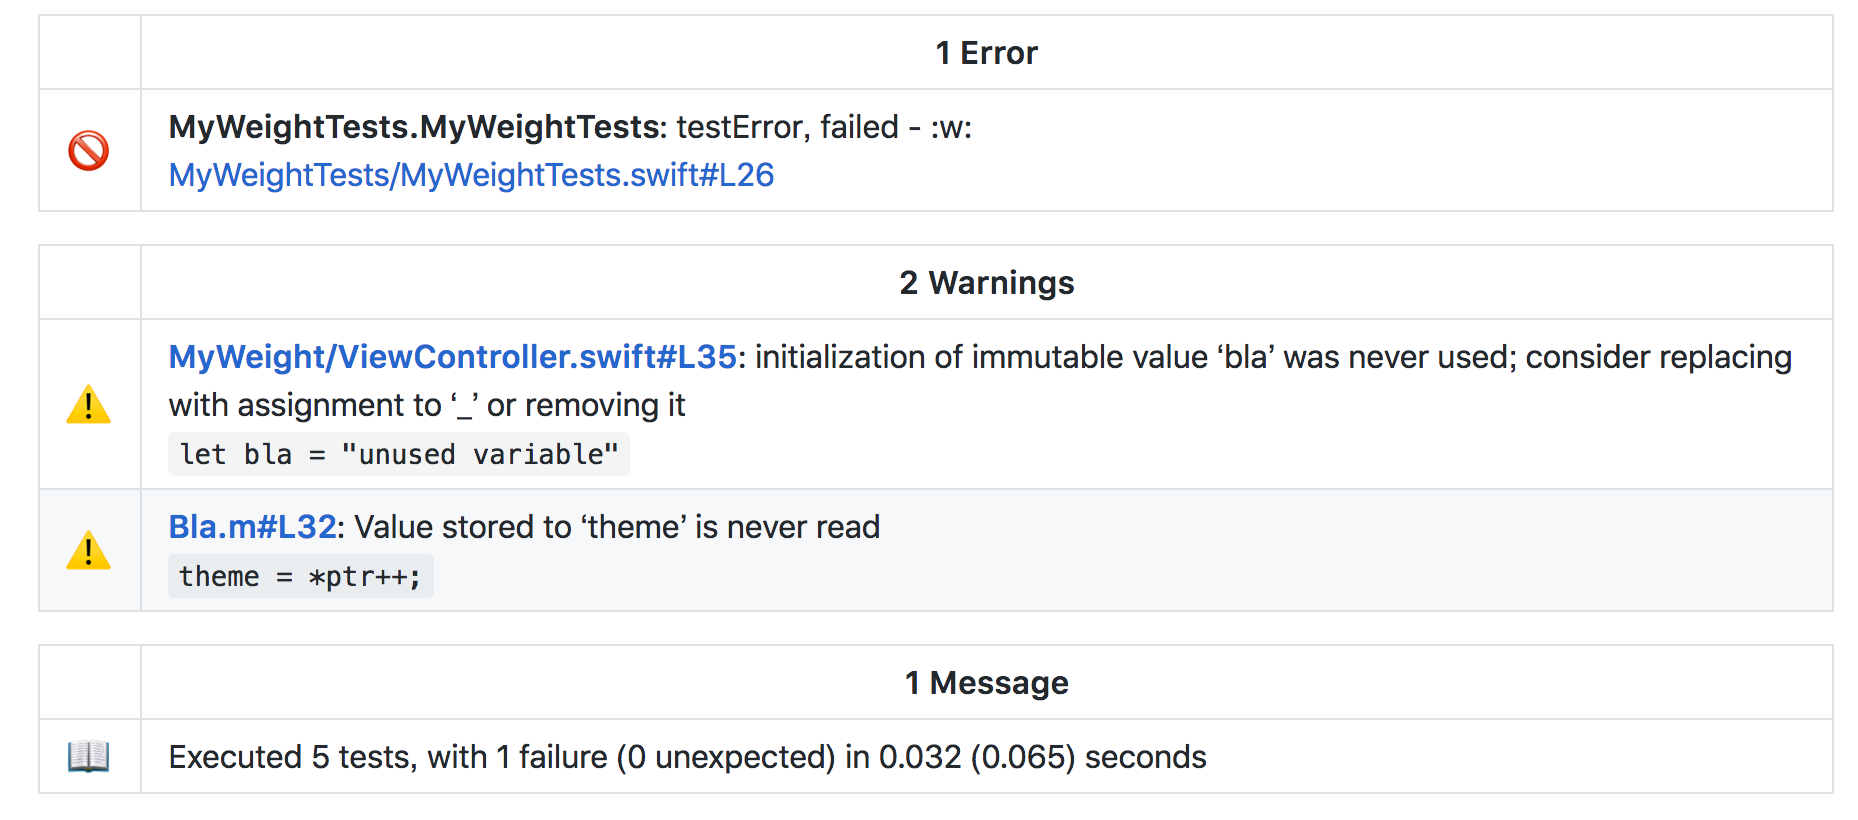 1 Error
MyWeightTests.MyWeightTests: testError, failed - :w:
MyWeightTests/MyWeightTests.swift#L26
2 Warnings
MyWeight/ViewController.swift#L35: initialization of immutable value ‘bla’ was never used; consider replacing
with assignment to ‘_’ or removing it
let bla = "unused variable"
Bla.m#L32: Value stored to ‘theme’ is never read
theme = *ptr++;
1 Message
Executed 5 tests, with 1 failure (0 unexpected) in 0.032 (0.065) seconds